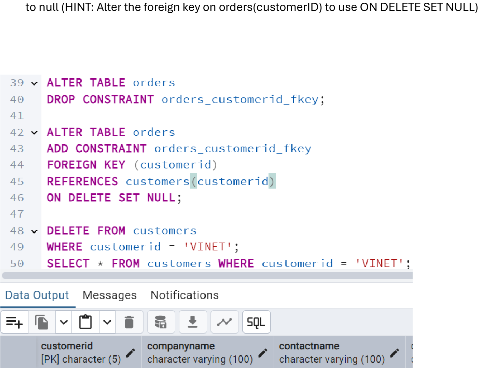 to null (HINT: Alter the foreign key on orders(customerID) to use ON DELETE SET NULL)
39 ALTER TABLE orders
40 DROP CONSTRAINT orders_customerid_fkey;
41
42 ALTER TABLE orders
43 ADD CONSTRAINT orders_customerid_fkey
44 FOREIGN KEY (customerid)
45 REFERENCES customers(customerid)
46 ON DELETE SET NULL;
47
48 DELETE FROM customers
49 WHERE customerid = 'VINET';
50 SELECT * FROM customers WHERE customerid = 'VINET';
Data Output Messages Notifications
SQL
customerid companyname contactname
[PK] character (5) character varying (100) character varying (100)